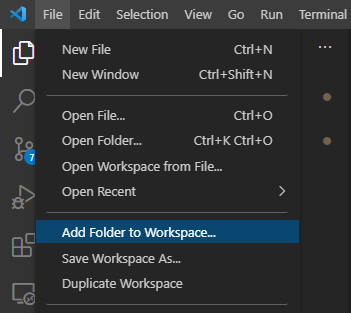 File Edit Selection View Go Run Terminal
New File Ctrl+N
New Window Ctrl+Shift+N
Open File... Ctrl+O
Open Folder... Ctrl+K Ctrl+O
Open Workspace from File...
Open Recent
Add Folder to Workspace...
Save Workspace As...
Duplicate Workspace
7